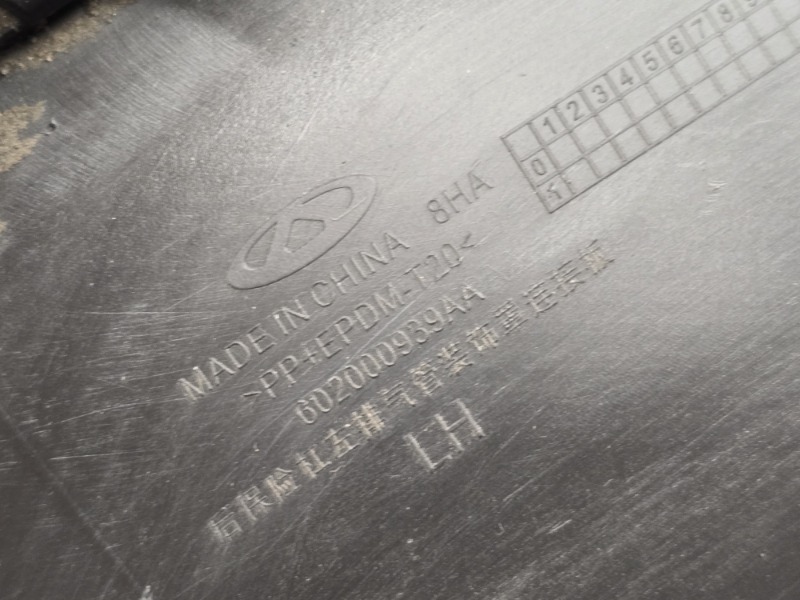 MADE IN CHINA 8HA
>PP+EPDM-T20<
602000939AA
后保险杠左排气管装饰罩连接板
LH
1 2 3 4 5 6 7 8 9
0
1